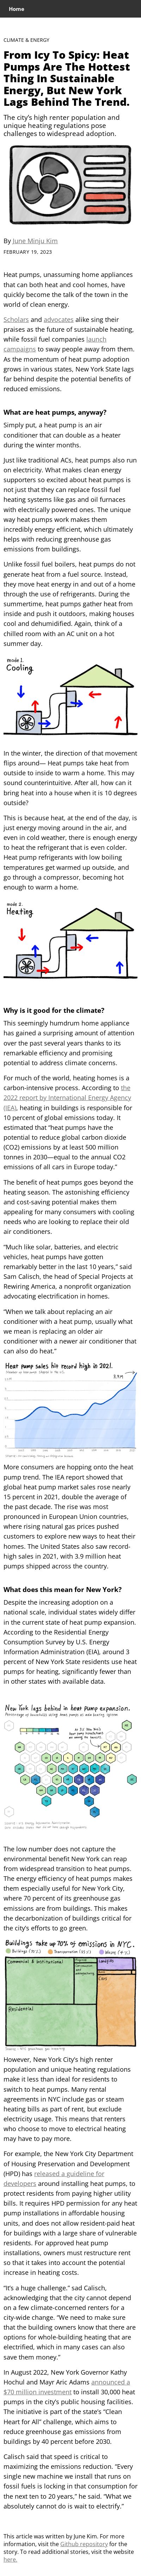 Home
CLIMATE & ENERGY
From Icy To Spicy: Heat
Pumps Are The Hottest
Thing In Sustainable
Energy, But New York
Lags Behind The Trend.
The city's high renter population and
unique heating regulations pose
challenges to widespread adoption.
By June Minju Kim
FEBRUARY 19, 2023
Heat pumps, unassuming home appliances
that can both heat and cool homes, have
quickly become the talk of the town in the
world of clean energy.
Scholars and advocates alike sing their
praises as the future of sustainable heating,
while fossil fuel companies launch
campaigns to sway people away from them.
As the momentum of heat pump adoption
grows in various states, New York State lags
far behind despite the potential benefits of
reduced emissions.
What are heat pumps, anyway?
Simply put, a heat pump is an air
conditioner that can double as a heater
during the winter months.
Just like traditional ACs, heat pumps also run
on electricity. What makes clean energy
supporters so excited about heat pumps is
not just that they can replace fossil fuel
heating systems like gas and oil furnaces
with electrically powered ones. The unique
way heat pumps work makes them
incredibly energy efficient, which ultimately
helps with reducing greenhouse gas
emissions from buildings.
Unlike fossil fuel boilers, heat pumps do not
generate heat from a fuel source. Instead,
they move heat energy in and out of a home
through the use of refrigerants. During the
summertime, heat pumps gather heat from
inside and push it outdoors, making homes
cool and dehumidified. Again, think of a
chilled room with an AC unit on a hot
summer day.
mode 1.
Cooling
In the winter, the direction of that movement
flips around— Heat pumps take heat from
outside to inside to warm a home. This may
sound counterintuitive. After all, how can it
bring heat into a house when it is 10 degrees
outside?
This is because heat, at the end of the day, is
just energy moving around in the air, and
even in cold weather, there is enough energy
to heat the refrigerant that is even colder.
Heat pump refrigerants with low boiling
temperatures get warmed up outside, and
go through a compressor, becoming hot
enough to warm a home.
mode 2.
Heating
Why is it good for the climate?
This seemingly humdrum home appliance
has gained a surprising amount of attention
over the past several years thanks to its
remarkable efficiency and promising
potential to address climate concerns.
For much of the world, heating homes is a
carbon-intensive process. According to the
2022 report by International Energy Agency
(IEA), heating in buildings is responsible for
10 percent of global emissions today. It
estimated that "heat pumps have the
potential to reduce global carbon dioxide
(CO2) emissions by at least 500 million
tonnes in 2030—equal to the annual CO2
emissions of all cars in Europe today."
The benefit of heat pumps goes beyond the
heating season. The astonishing efficiency
and cost-saving potential makes them
appealing for many consumers with cooling
needs who are looking to replace their old
air conditioners.
"Much like solar, batteries, and electric
vehicles, heat pumps have gotten
remarkably better in the last 10 years," said
Sam Calisch, the head of Special Projects at
Rewiring America, a nonprofit organization
advocating electrification in homes.
"When we talk about replacing an air
conditioner with a heat pump, usually what
we mean is replacing an older air
conditioner with a newer air conditioner that
can also do heat."
Heat pump sales hit record high in 2021.
3.9M
More consumers are hopping onto the heat
pump trend. The IEA report showed that
global heat pump market sales rose nearly
15 percent in 2021, double the average of
the past decade. The rise was most
pronounced in European Union countries,
where rising natural gas prices pushed
customers to explore new ways to heat their
homes. The United States also saw record-
high sales in 2021, with 3.9 million heat
pumps shipped across the country.
What does this mean for New York?
Despite the increasing adoption on a
national scale, individual states widely differ
in the current state of heat pump expansion.
According to the Residential Energy
Consumption Survey by U.S. Energy
Information Administration (EIA), around 3
percent of New York State residents use heat
pumps for heating, significantly fewer than
in other states with available data.
New York lags behind in heat pump expansion.
The low number does not capture the
environmental benefit New York can reap
from the widespread transition to heat pumps.
The energy efficiency of heat pumps makes
them especially useful for New York City,
where 70 percent of its greenhouse gas
emissions are from buildings. This makes
the decarbonization of buildings critical for
the city's efforts to go green.
Buildings take up 70% of emissions in NYC.
Commercial & Institutional
Residential
However, New York City's high renter
population and unique heating regulations
make it less than ideal for residents to
switch to heat pumps. Many rental
agreements in NYC include gas or steam
heating bills as part of rent, but exclude
electricity usage. This means that renters
who choose to move to electrical heating
may have to pay more.
For example, the New York City Department
of Housing Preservation and Development
(HPD) has released a guideline for
developers around installing heat pumps, to
protect residents from paying higher utility
bills. It requires HPD permission for any heat
pump installations in affordable housing
units, and does not allow resident-paid heat
for buildings with a large share of vulnerable
residents. For approved heat pump
installations, owners must restructure rent
so that it takes into account the potential
increase in heating costs.
"It's a huge challenge." sad Calisch,
acknowledging that the city cannot depend
on a few climate-concerned renters for a
city-wide change. "We need to make sure
that the building owners know that there are
options for whole-building heating that are
electrified, which in many cases can also
save them money."
In August 2022, New York Governor Kathy
Hochul and Mayr Aric Adams announced a
$70 million investment to install 30,000 heat
pumps in the city's public housing facilities.
The initiative is part of the state's "Clean
Heart for All" challenge, which aims to
reduce greenhouse gas emissions from
buildings by 40 percent before 2030.
Calisch said that speed is critical to
maximizing the emissions reduction. "Every
single new machine we install that runs on
fossil fuels is locking in that consumption for
the next ten to 20 years," he said. "We
absolutely cannot do is wait to electrify."
This article was written by June Kim. For more
information, visit the Github repository for the
story. To read additional stories, visit the website
here.